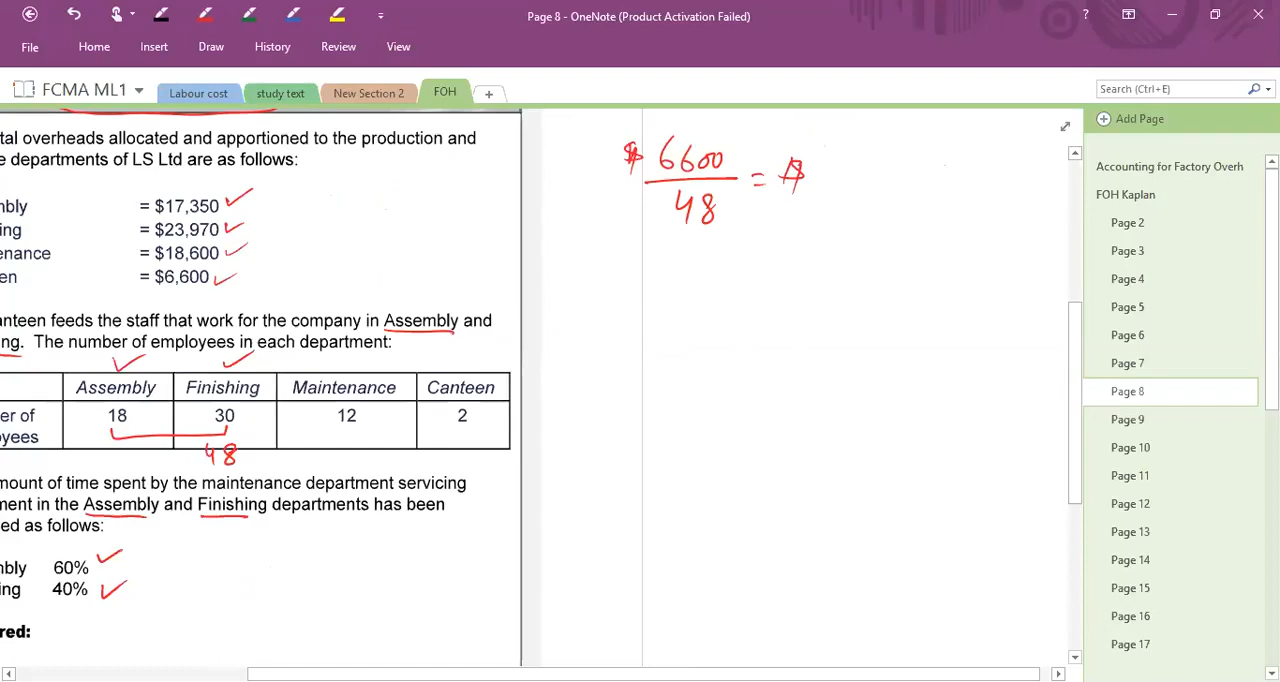 Page 8 - OneNote (Product Activation Failed)
?
File Home Insert Draw History Review View
FCMA ML1 Labour cost study text New Section 2 FOH +
Search (Ctrl+E)
Add Page
tal overheads allocated and apportioned to the production and
e departments of LS Ltd are as follows:
mbly = $17,350
ing = $23,970
enance = $18,600
en = $6,600
anteen feeds the staff that work for the company in Assembly and
ng. The number of employees in each department:
Assembly Finishing Maintenance Canteen
er of 18 30 12 2
oyees
48
mount of time spent by the maintenance department servicing
ment in the Assembly and Finishing departments has been
ed as follows:
mbly 60%
ing 40%
red:
$ 6600
= $
48
Accounting for Factory Overh
FOH Kaplan
Page 2
Page 3
Page 4
Page 5
Page 6
Page 7
Page 8
Page 9
Page 10
Page 11
Page 12
Page 13
Page 14
Page 15
Page 16
Page 17